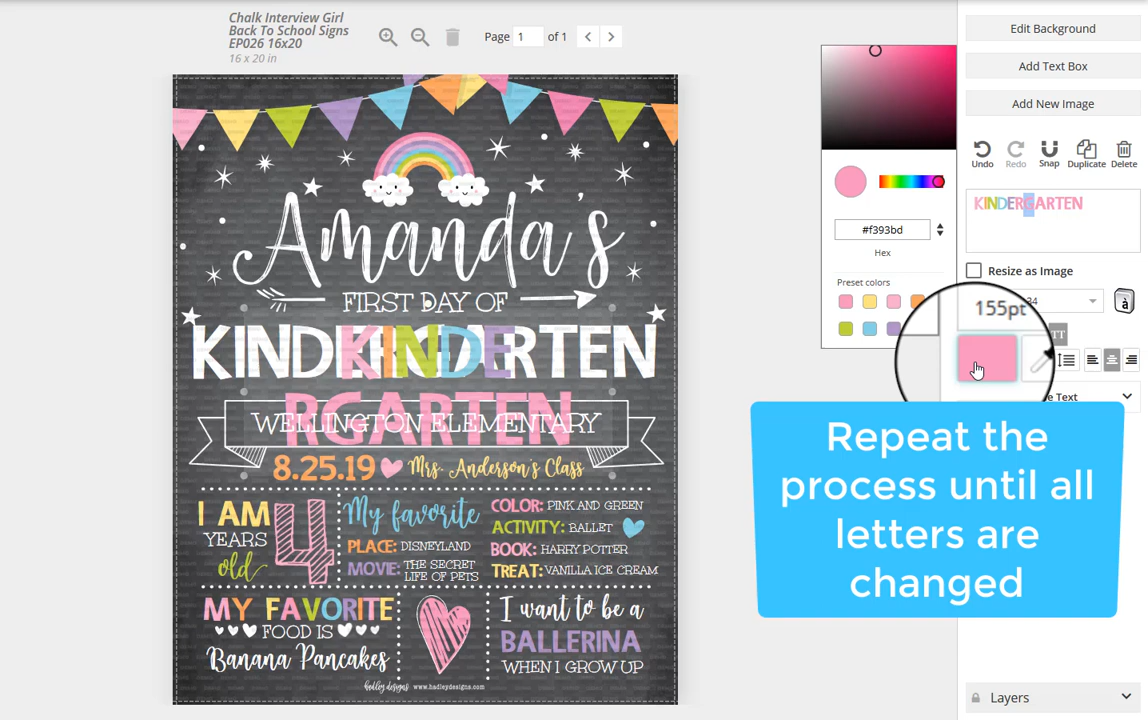 Chalk Interview Girl
Back To School Signs
EP026 16x20
16 x 20 in
Page 1 of 1
Edit Background
Add Text Box
Add New Image
Undo Redo Snap Duplicate Delete
KINDERGARTEN
Resize as Image
#f393bd
Hex
Preset colors
155pt
Layers
Amanda's
FIRST DAY OF
KINDERGARTEN
KINDE
RGARTEN
WELLINGTON ELEMENTARY
8.25.19 Mrs. Anderson's Class
I AM
YEARS
old
4
My favorite
PLACE: DISNEYLAND
MOVIE: THE SECRET
LIFE OF PETS
COLOR: PINK AND GREEN
ACTIVITY: BALLET
BOOK: HARRY POTTER
TREAT: VANILLA ICE CREAM
MY FAVORITE
FOOD IS
Banana Pancakes
I want to be a
BALLERINA
WHEN I GROW UP
hadley designs www.hadleydesigns.com
Repeat the
process until all
letters are
changed